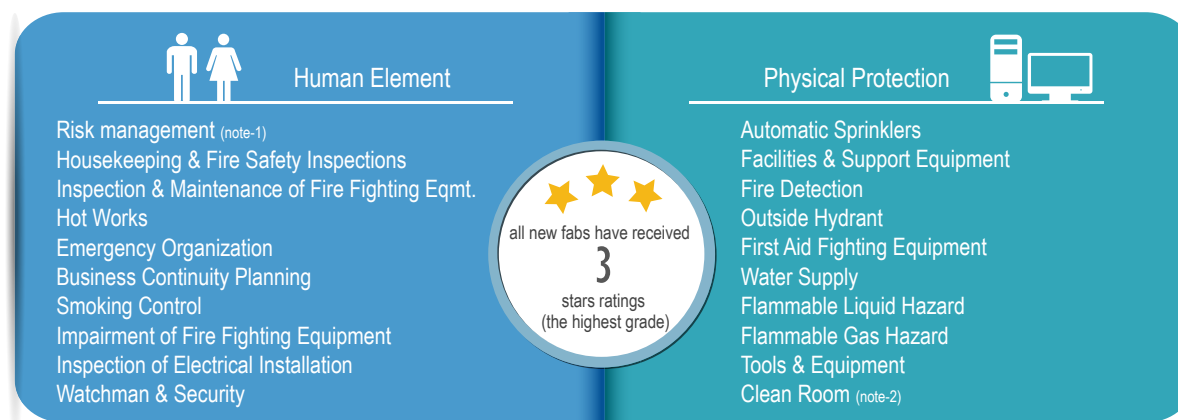 Human Element
Risk management (note-1)
Housekeeping & Fire Safety Inspections
Inspection & Maintenance of Fire Fighting Eqmt.
Hot Works
Emergency Organization
Business Continuity Planning
Smoking Control
Impairment of Fire Fighting Equipment
Inspection of Electrical Installation
Watchman & Security
all new fabs have received
3
stars ratings
(the highest grade)
Physical Protection
Automatic Sprinklers
Facilities & Support Equipment
Fire Detection
Outside Hydrant
First Aid Fighting Equipment
Water Supply
Flammable Liquid Hazard
Flammable Gas Hazard
Tools & Equipment
Clean Room (note-2)